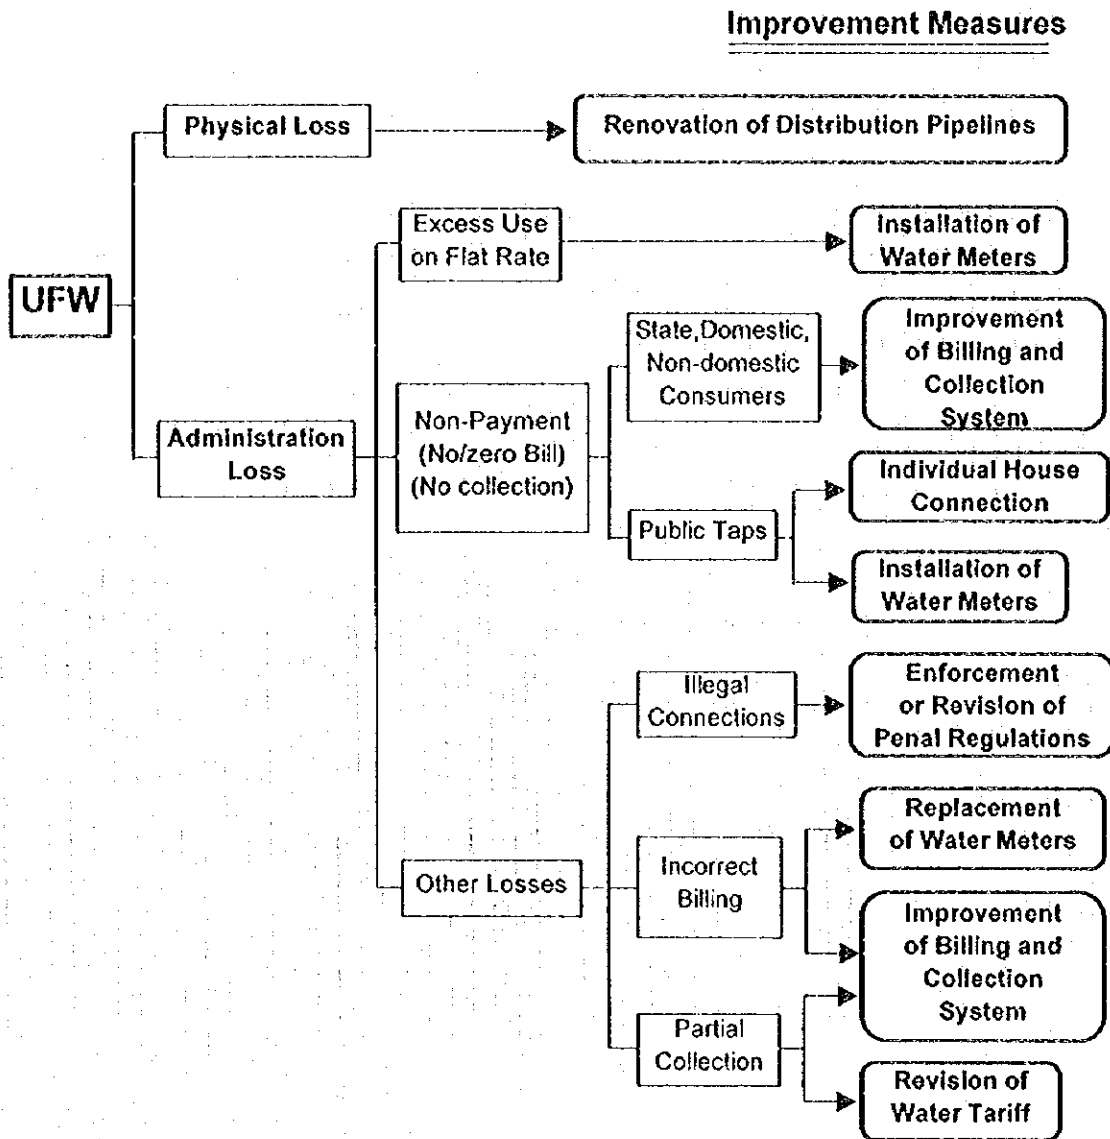 Improvement Measures
Physical Loss
Renovation of Distribution Pipelines
Excess Use
on Flat Rate
Installation of
Water Meters
UFW
State,Domestic,
Non-domestic
Consumers
Improvement
of Billing and
Collection
System
Administration
Loss
Non-Payment
(No/zero Bill)
(No collection)
Individual House
Connection
Public Taps
Installation of
Water Meters
Illegal
Connections
Enforcement
or Revision of
Penal Regulations
Replacement
of Water Meters
Other Losses
Incorrect
Billing
Improvement
of Billing and
Collection
System
Partial
Collection
Revision of
Water Tariff